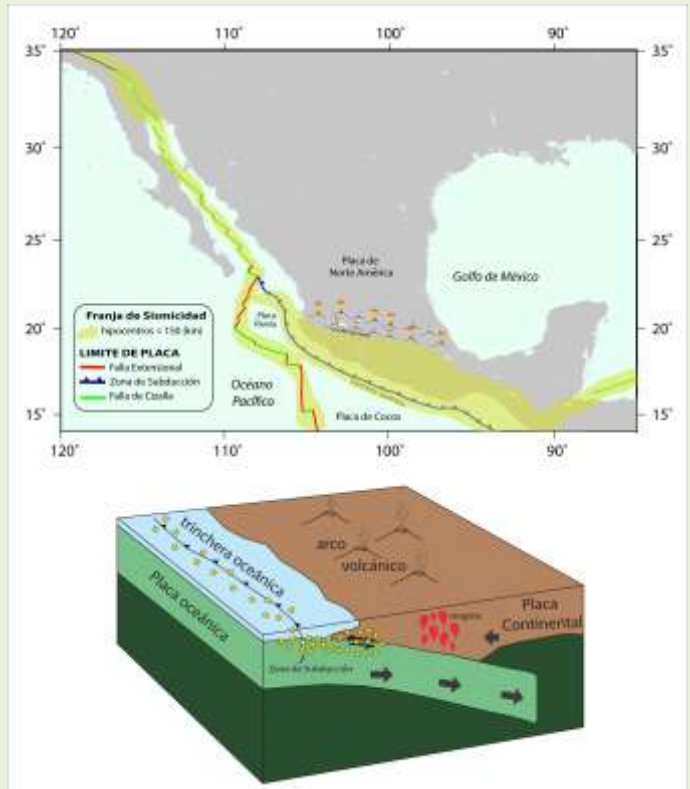 120° 110° 100° 90°
35° 35°
30° 30°
25° 25°
20° 20°
15° 15°
Placa de
Norte América
Golfo de México
Placa
Rivera
Franja de Sismicidad
hipocentros < 150 (km)
LIMITE DE PLACA
Falla Extensional
Zona de Subducción
Falla de Cizalla
Océano
Pacífico
Placa de Cocos
120° 110° 100° 90°
trinchera oceánica
arco
volcánico
Placa oceánica
Placa
Continental
magma
Zona de Subducción